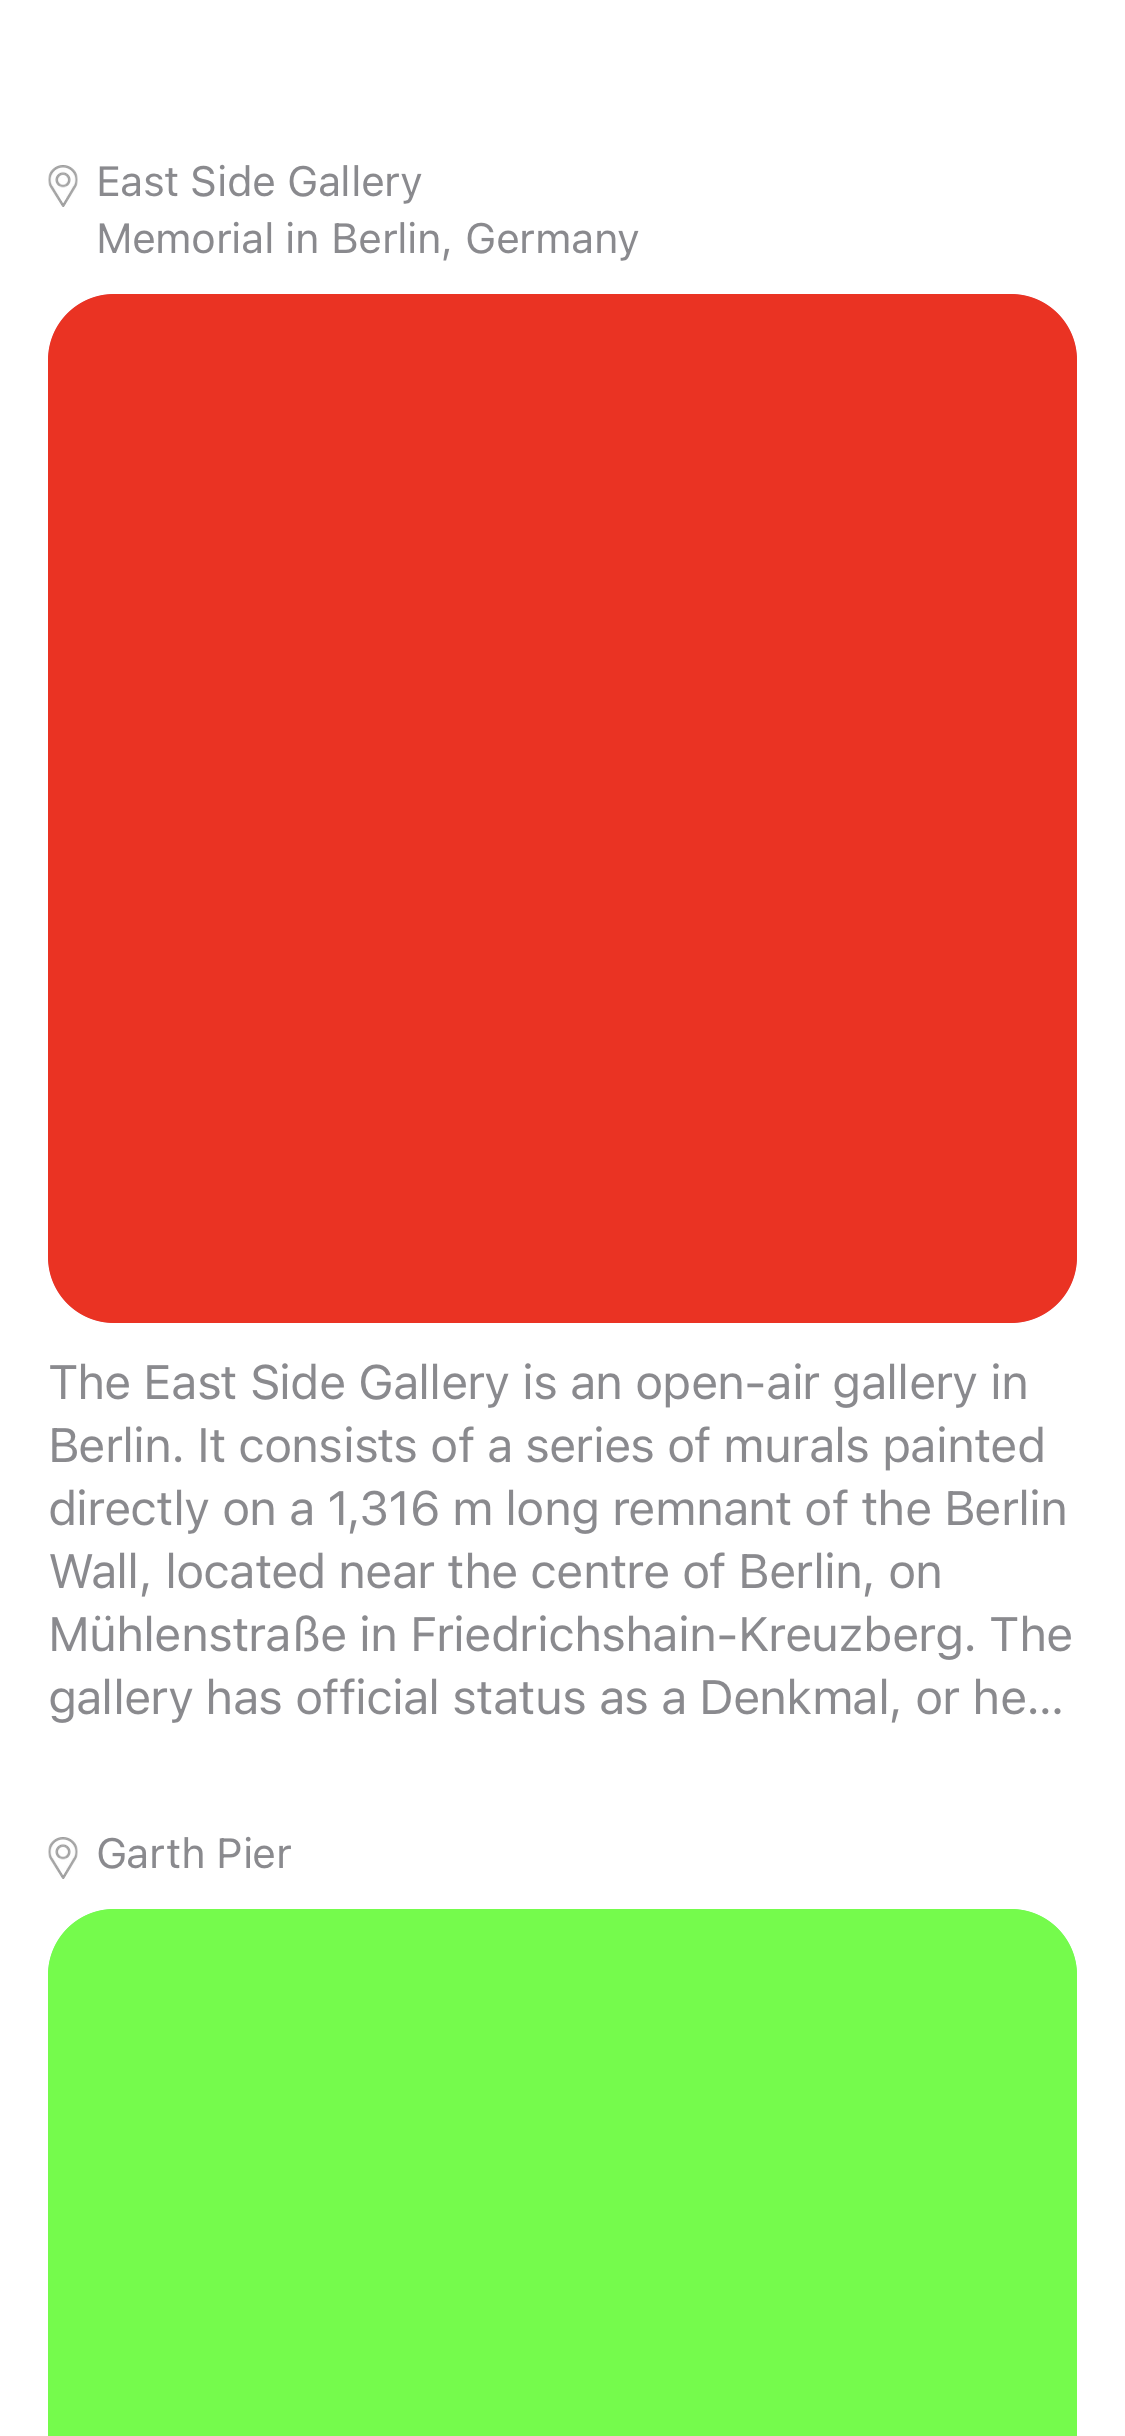 East Side Gallery
Memorial in Berlin, Germany
The East Side Gallery is an open-air gallery in
Berlin. It consists of a series of murals painted
directly on a 1,316 m long remnant of the Berlin
Wall, located near the centre of Berlin, on
Mühlenstraße in Friedrichshain-Kreuzberg. The
gallery has official status as a Denkmal, or he...
Garth Pier